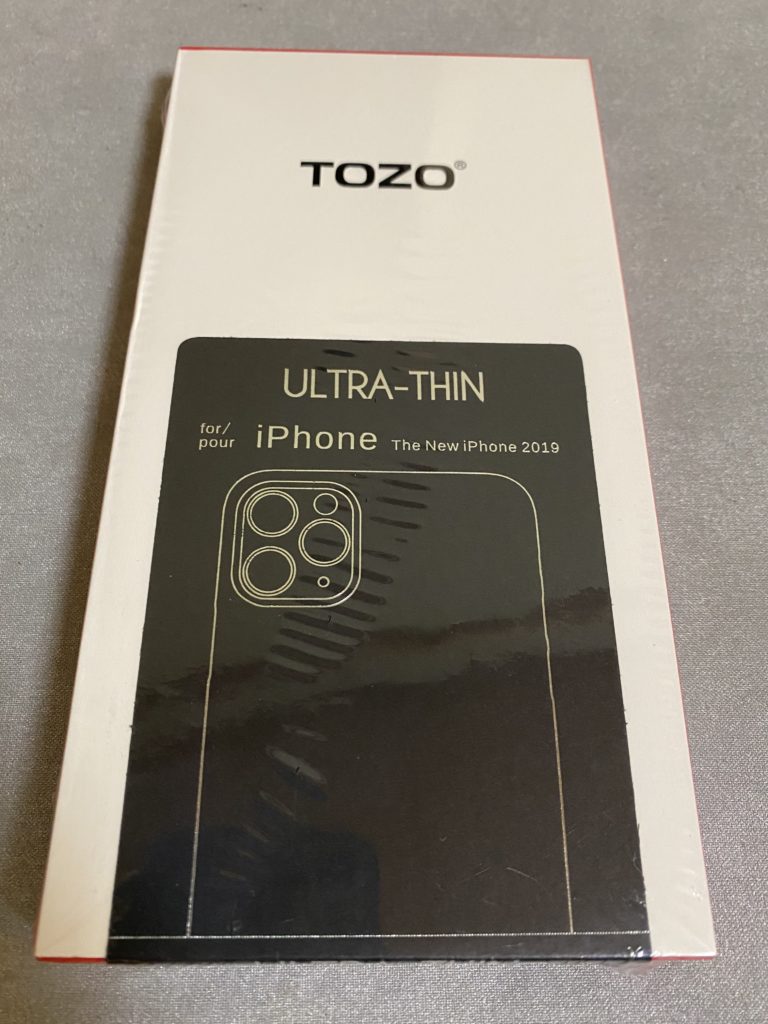 TOZO®
ULTRA-THIN
for/
pour iPhone The New iPhone 2019